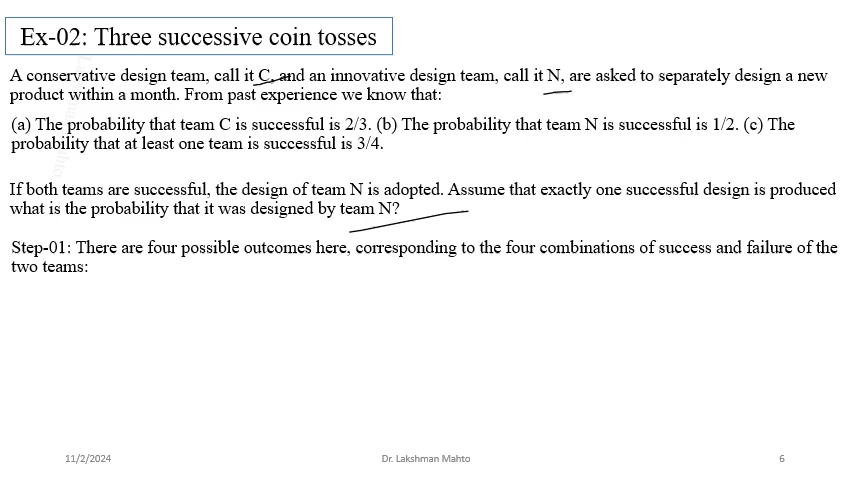 Ex-02: Three successive coin tosses
A conservative design team, call it C, and an innovative design team, call it N, are asked to separately design a new
product within a month. From past experience we know that:
(a) The probability that team C is successful is 2/3. (b) The probability that team N is successful is 1/2. (c) The
probability that at least one team is successful is 3/4.
If both teams are successful, the design of team N is adopted. Assume that exactly one successful design is produced
what is the probability that it was designed by team N?
Step-01: There are four possible outcomes here, corresponding to the four combinations of success and failure of the
two teams:
11/2/2024
Dr. Lakshman Mahto
6